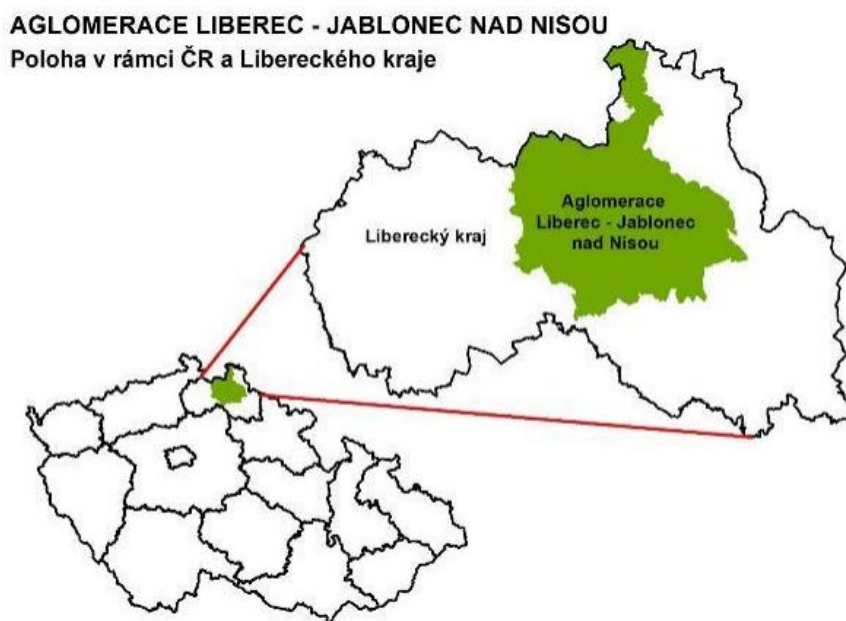 AGLOMERACE LIBEREC - JABLONEC NAD NISOU
Poloha v rámci ČR a Libereckého kraje
Aglomerace
Liberec - Jablonec
nad Nisou
Liberecký kraj